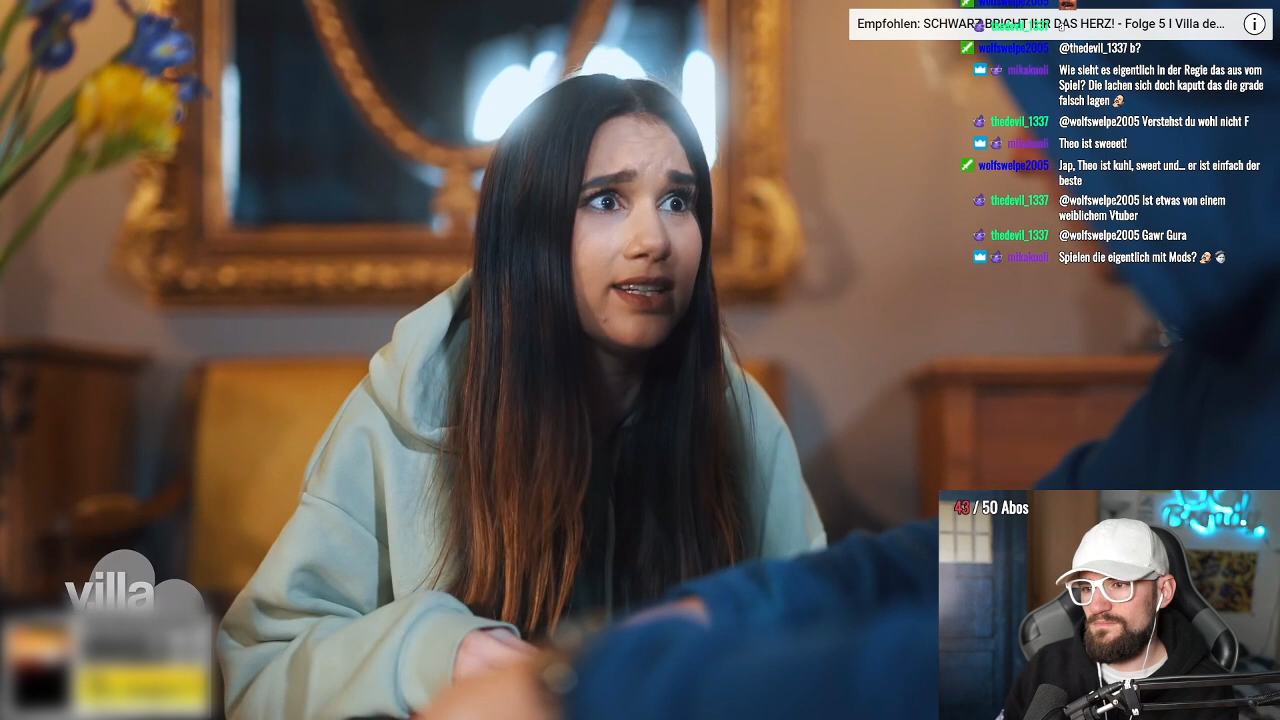 wolfswelpe2005
Empfohlen: SCHWARZ BRICHT IHR DAS HERZ! - Folge 5 I Villa de...
thedevil_1337
wolfswelpe2005 @thedevil_1337 b?
mikakuoli Wie sieht es eigentlich in der Regie das aus vom
Spiel? Die lachen sich doch kaputt das die grade
falsch lagen
thedevil_1337 @wolfswelpe2005 Verstehst du wohl nicht F
mikakuoli Theo ist sweeet!
wolfswelpe2005 Jap, Theo ist kuhl, sweet und... er ist einfach der
beste
thedevil_1337 @wolfswelpe2005 Ist etwas von einem
weiblichem Vtuber
thedevil_1337 @wolfswelpe2005 Gawr Gura
mikakuoli Spielen die eigentlich mit Mods?
43 / 50 Abos
villa